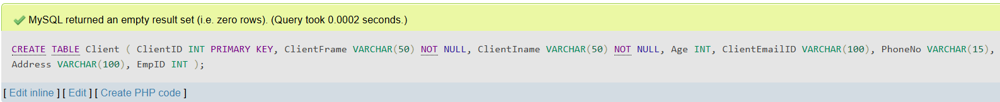 MySQL returned an empty result set (i.e. zero rows). (Query took 0.0002 seconds.)
CREATE TABLE Client ( ClientID INT PRIMARY KEY, ClientFrame VARCHAR(50) NOT NULL, ClientIname VARCHAR(50) NOT NULL, Age INT, ClientEmailID VARCHAR(100), PhoneNo VARCHAR(15),
Address VARCHAR(100), EmpID INT );
[ Edit inline ] [ Edit ] [ Create PHP code ]